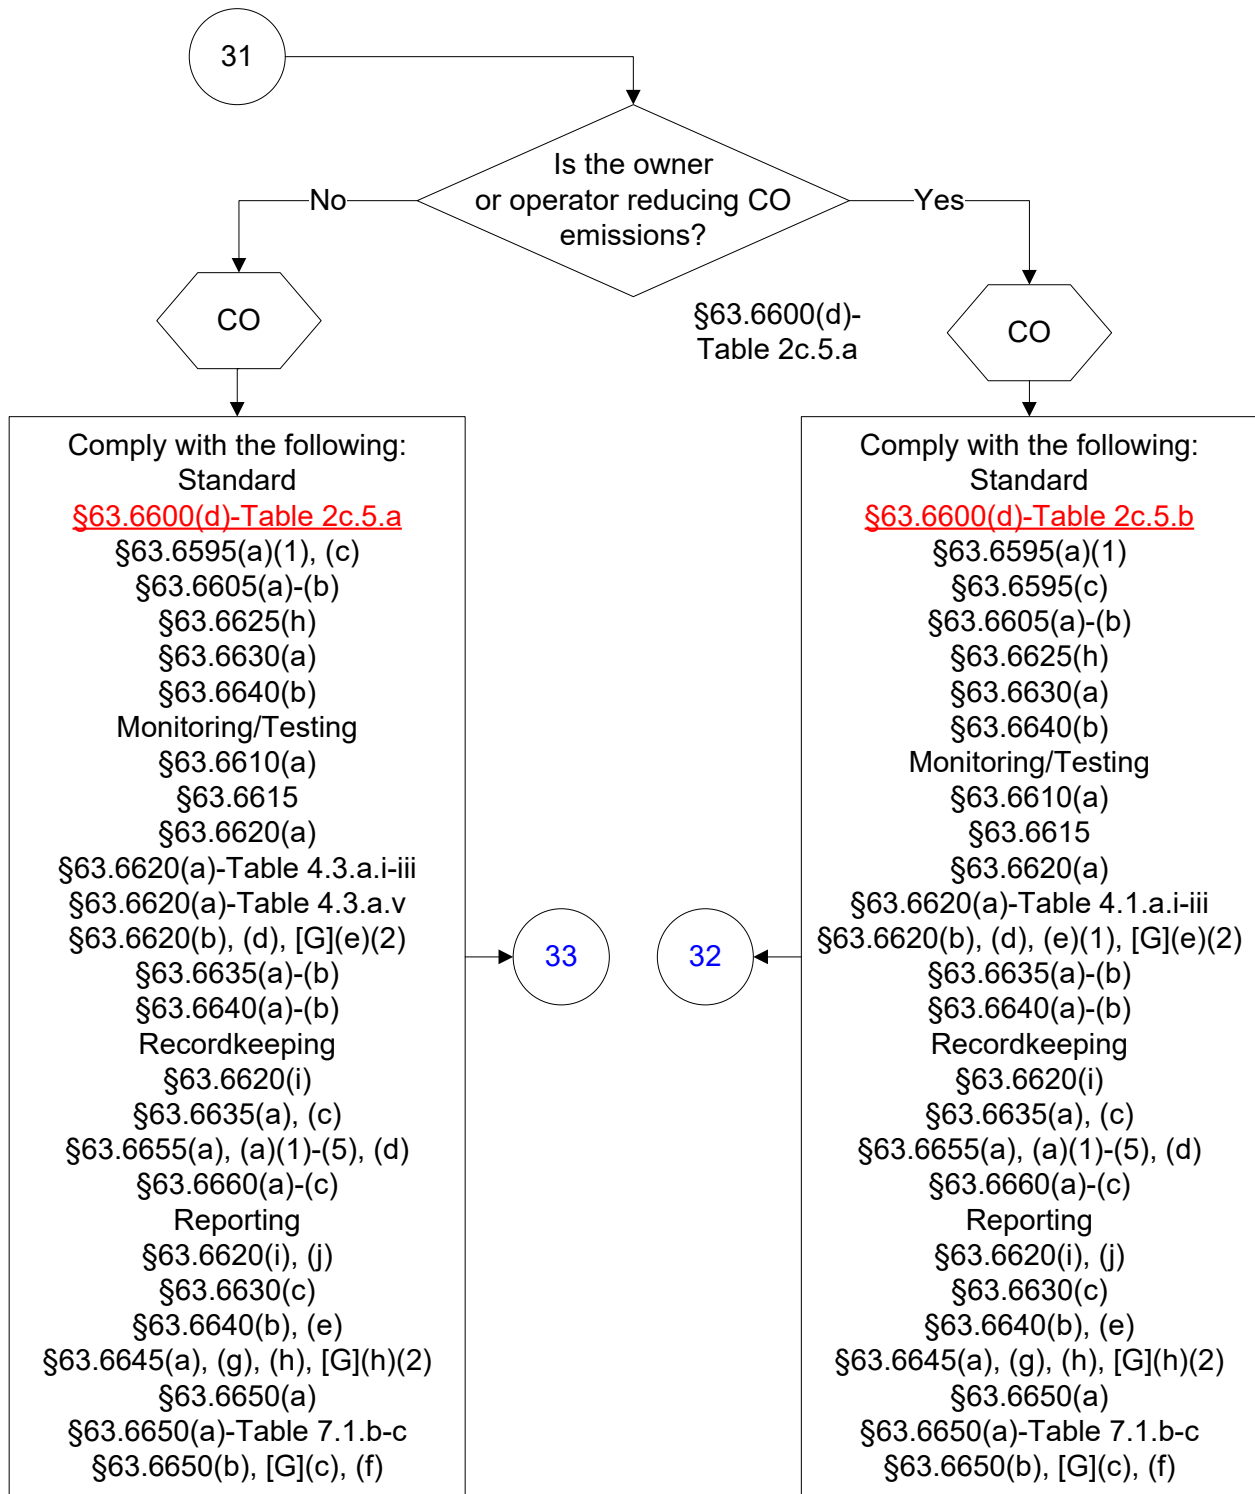 31
Is the owner
or operator reducing CO
emissions?
No
Yes
§63.6600(d)-
Table 2c.5.a
CO
CO
Comply with the following:
Standard
§63.6600(d)-Table 2c.5.a
§63.6595(a)(1), (c)
§63.6605(a)-(b)
§63.6625(h)
§63.6630(a)
§63.6640(b)
Monitoring/Testing
§63.6610(a)
§63.6615
§63.6620(a)
§63.6620(a)-Table 4.3.a.i-iii
§63.6620(a)-Table 4.3.a.v
§63.6620(b), (d), [G](e)(2)
§63.6635(a)-(b)
§63.6640(a)-(b)
Recordkeeping
§63.6620(i)
§63.6635(a), (c)
§63.6655(a), (a)(1)-(5), (d)
§63.6660(a)-(c)
Reporting
§63.6620(i), (j)
§63.6630(c)
§63.6640(b), (e)
§63.6645(a), (g), (h), [G](h)(2)
§63.6650(a)
§63.6650(a)-Table 7.1.b-c
§63.6650(b), [G](c), (f)
33
32
Comply with the following:
Standard
§63.6600(d)-Table 2c.5.b
§63.6595(a)(1)
§63.6595(c)
§63.6605(a)-(b)
§63.6625(h)
§63.6630(a)
§63.6640(b)
Monitoring/Testing
§63.6610(a)
§63.6615
§63.6620(a)
§63.6620(a)-Table 4.1.a.i-iii
§63.6620(b), (d), (e)(1), [G](e)(2)
§63.6635(a)-(b)
§63.6640(a)-(b)
Recordkeeping
§63.6620(i)
§63.6635(a), (c)
§63.6655(a), (a)(1)-(5), (d)
§63.6660(a)-(c)
Reporting
§63.6620(i), (j)
§63.6630(c)
§63.6640(b), (e)
§63.6645(a), (g), (h), [G](h)(2)
§63.6650(a)
§63.6650(a)-Table 7.1.b-c
§63.6650(b), [G](c), (f)